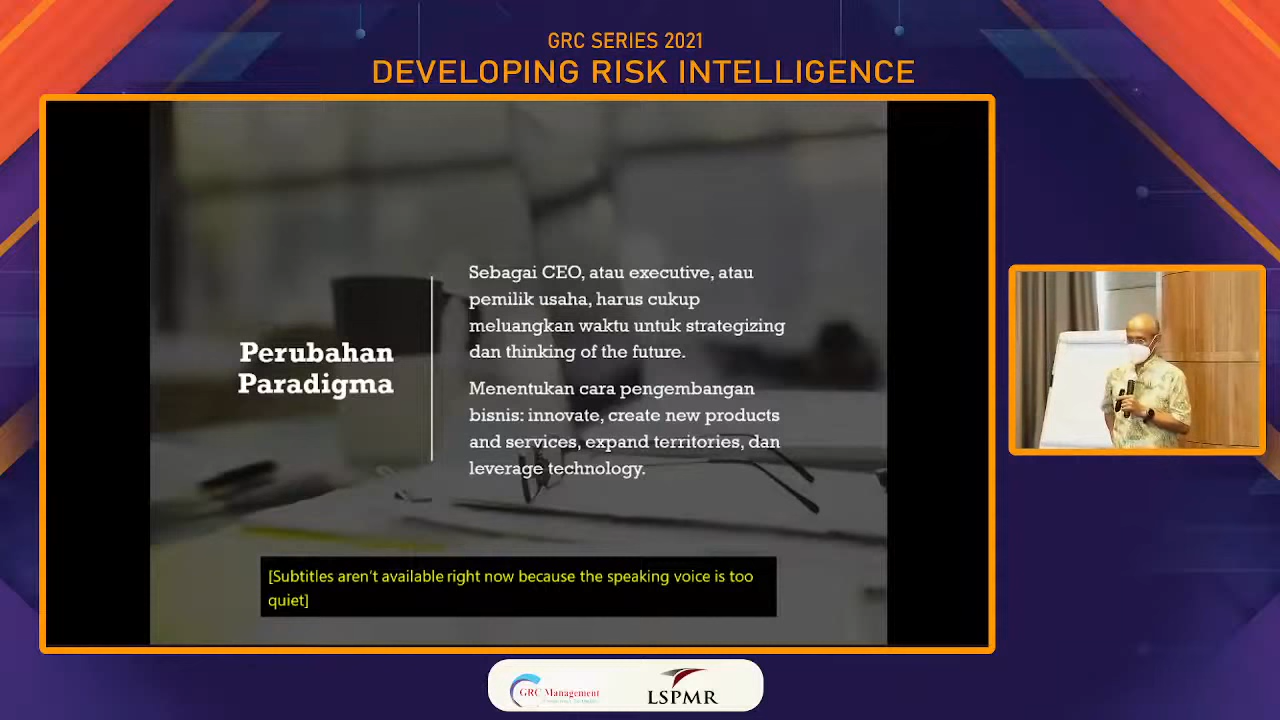 GRC SERIES 2021
DEVELOPING RISK INTELLIGENCE
Perubahan
Paradigma
Sebagai CEO, atau executive, atau
pemilik usaha, harus cukup
meluangkan waktu untuk strategizing
dan thinking of the future.
Menentukan cara pengembangan
bisnis: innovate, create new products
and services, expand territories, dan
leverage technology.
[Subtitles aren't available right now because the speaking voice is too
quiet]
GRC Management
LSPMR